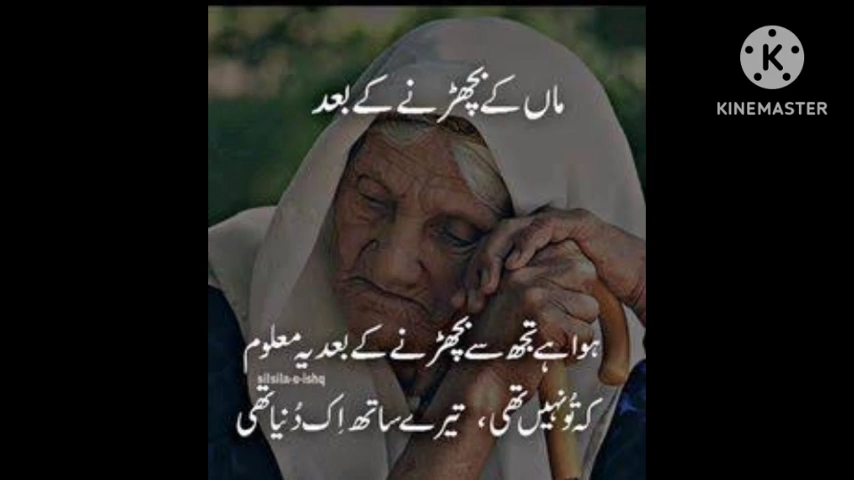 ماں کے بچھڑنے کے بعد
KINEMASTER
ہوا ہے تجھ سے بچھڑنے کے بعد یہ معلوم
silsila-e-ishq
کہ تُو نہیں تھی، تیرے ساتھ اِک دُنیا تھی